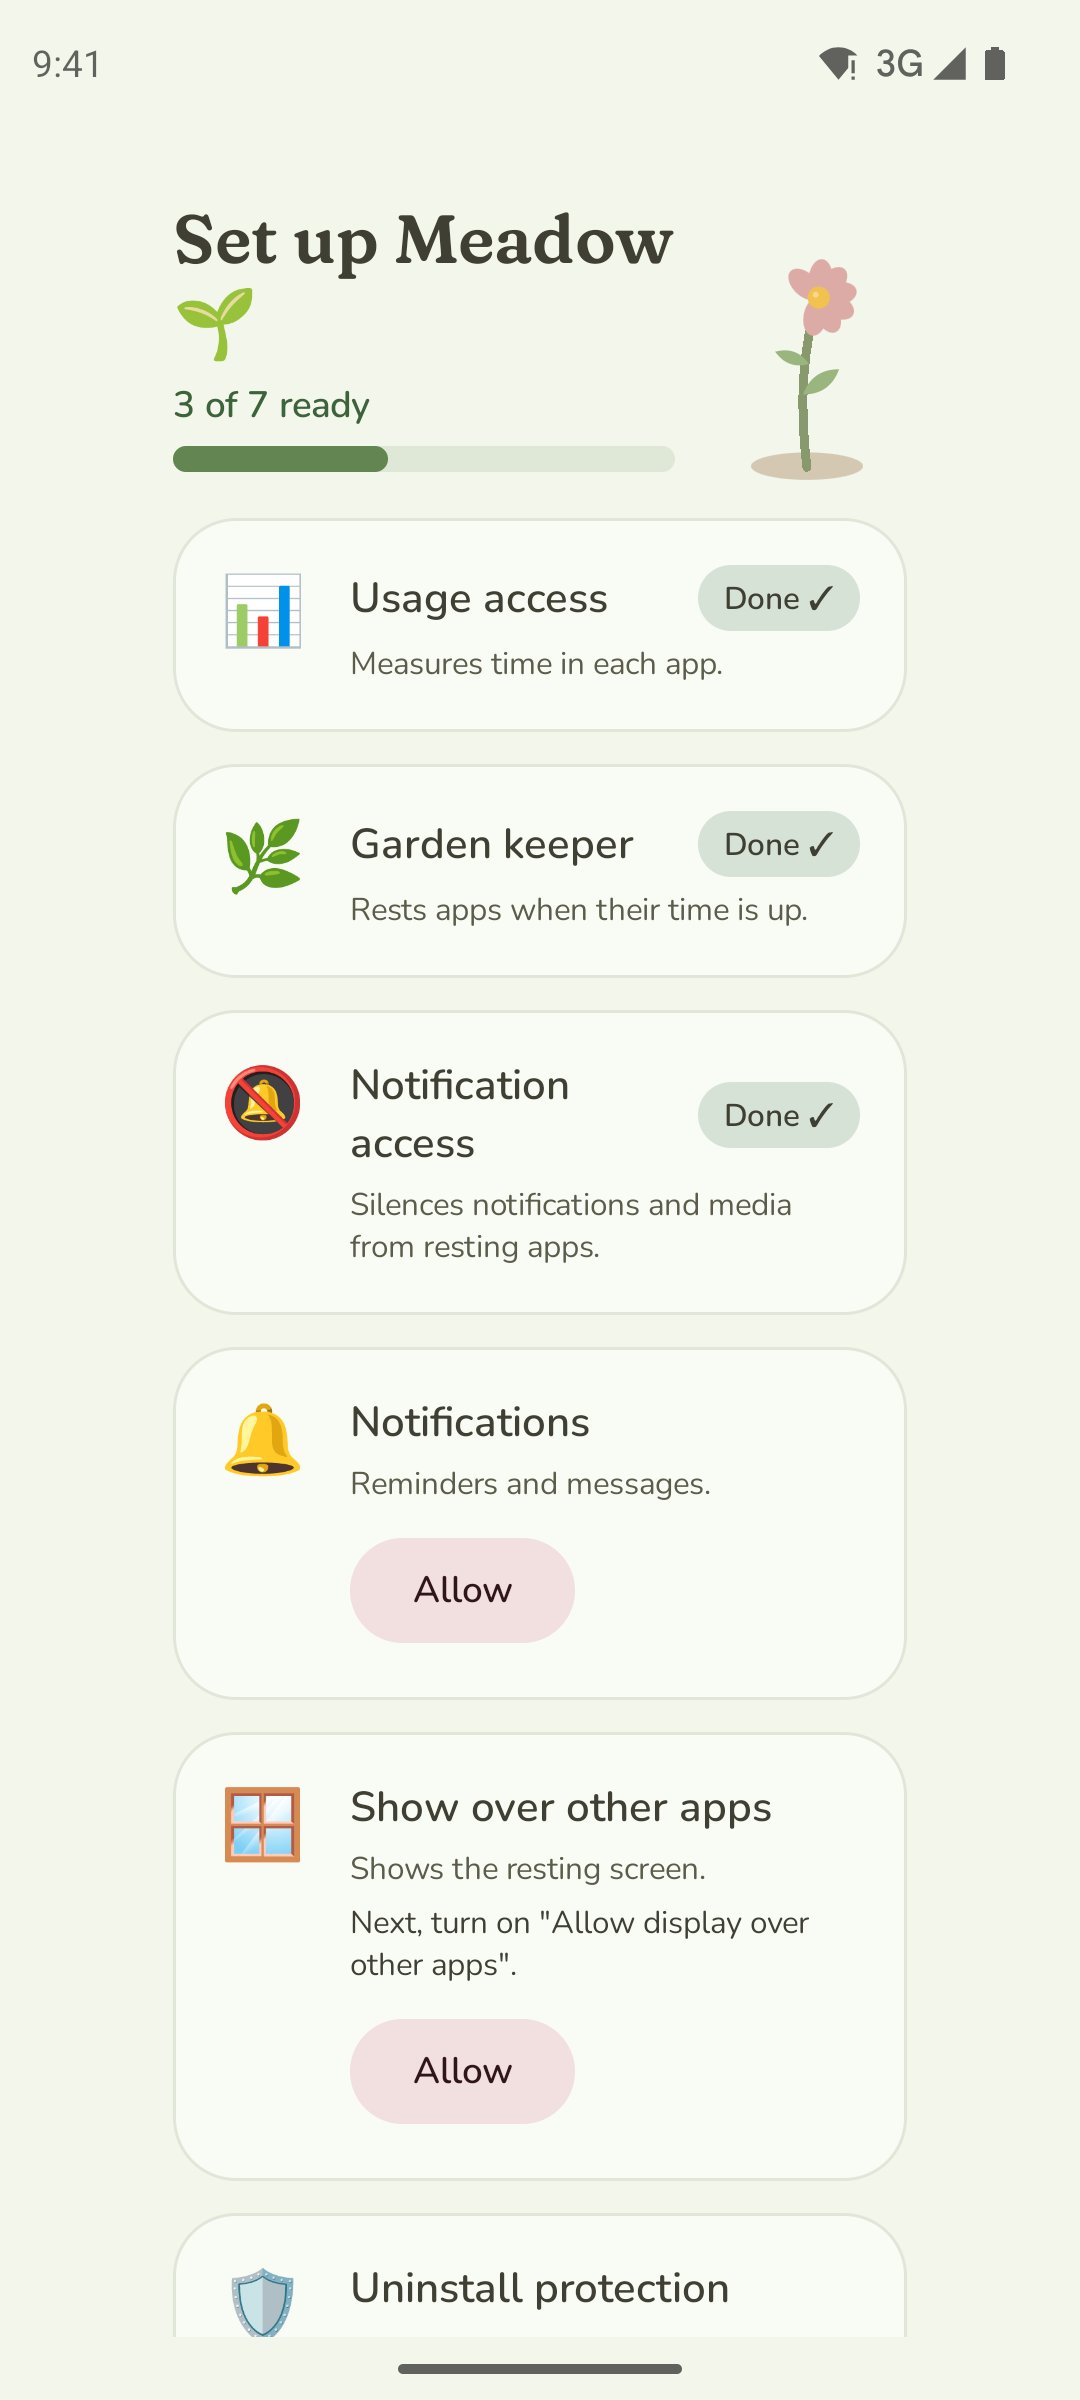 9:41
3G
Set up Meadow
3 of 7 ready
Usage access
Done ✓
Measures time in each app.
Garden keeper
Done ✓
Rests apps when their time is up.
Notification
access
Done ✓
Silences notifications and media
from resting apps.
Notifications
Reminders and messages.
Allow
Show over other apps
Shows the resting screen.
Next, turn on "Allow display over
other apps".
Allow
Uninstall protection